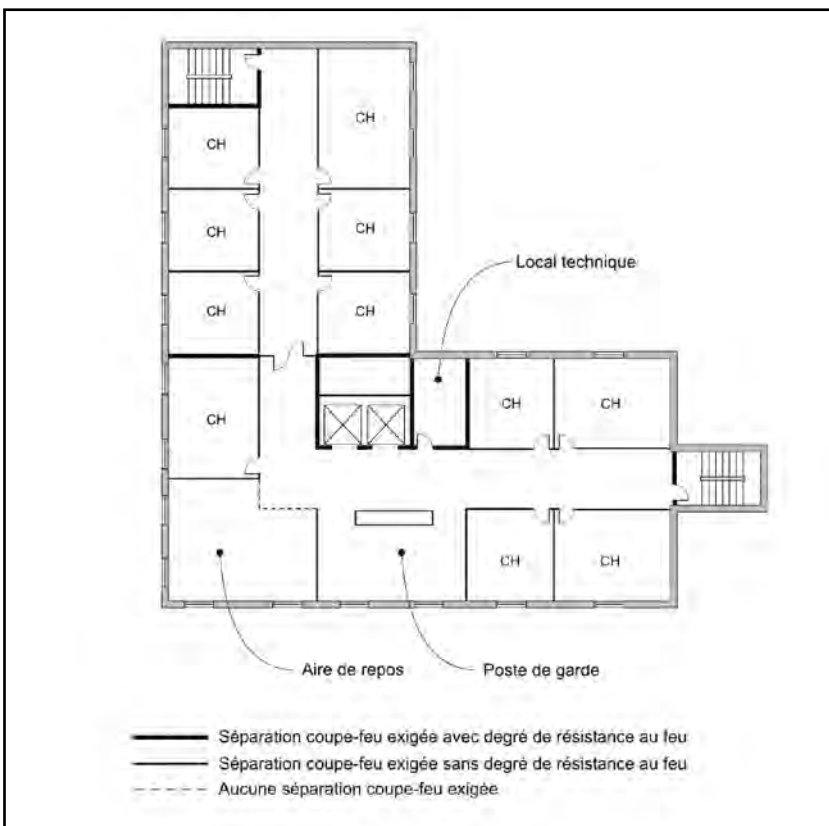 CH
CH
CH
CH
CH
CH
Local technique
CH
CH
CH
CH
CH
Aire de repos
Poste de garde
Séparation coupe-feu exigée avec degré de résistance au feu
Séparation coupe-feu exigée sans degré de résistance au feu
Aucune séparation coupe-feu exigée